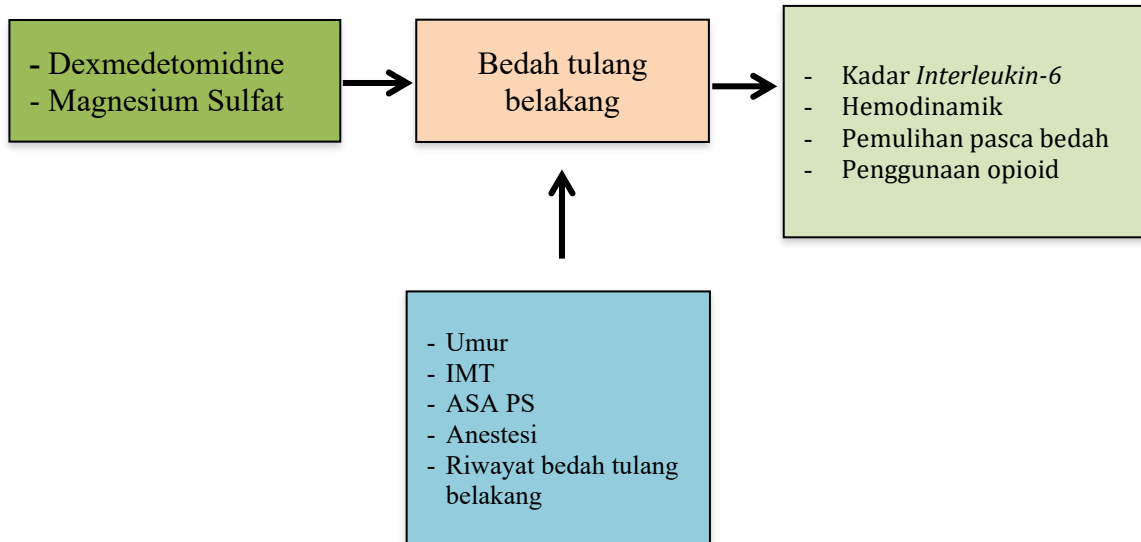 - Dexmedetomidine
- Magnesium Sulfat
Bedah tulang
belakang
- Kadar Interleukin-6
- Hemodinamik
- Pemulihan pasca bedah
- Penggunaan opioid
- Umur
- IMT
- ASA PS
- Anestesi
- Riwayat bedah tulang
belakang